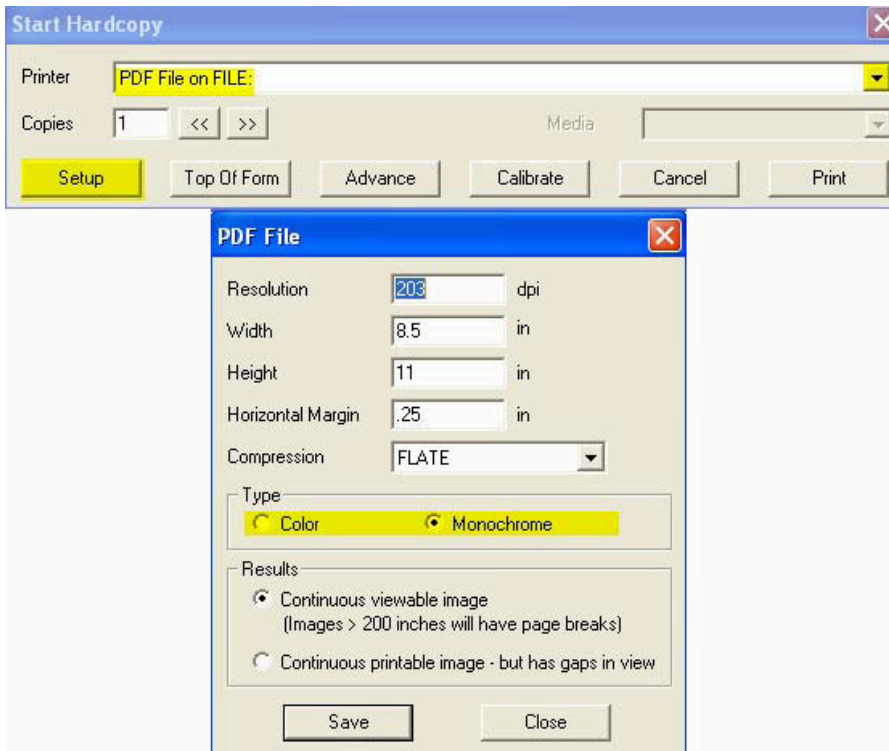 Start Hardcopy
Printer PDF File on FILE:
Copies 1 << >> Media
Setup Top Of Form Advance Calibrate Cancel Print
PDF File
Resolution 203 dpi
Width 8.5 in
Height 11 in
Horizontal Margin .25 in
Compression FLATE
Type
Color Monochrome
Results
Continuous viewable image
(Images > 200 inches will have page breaks)
Continuous printable image - but has gaps in view
Save Close